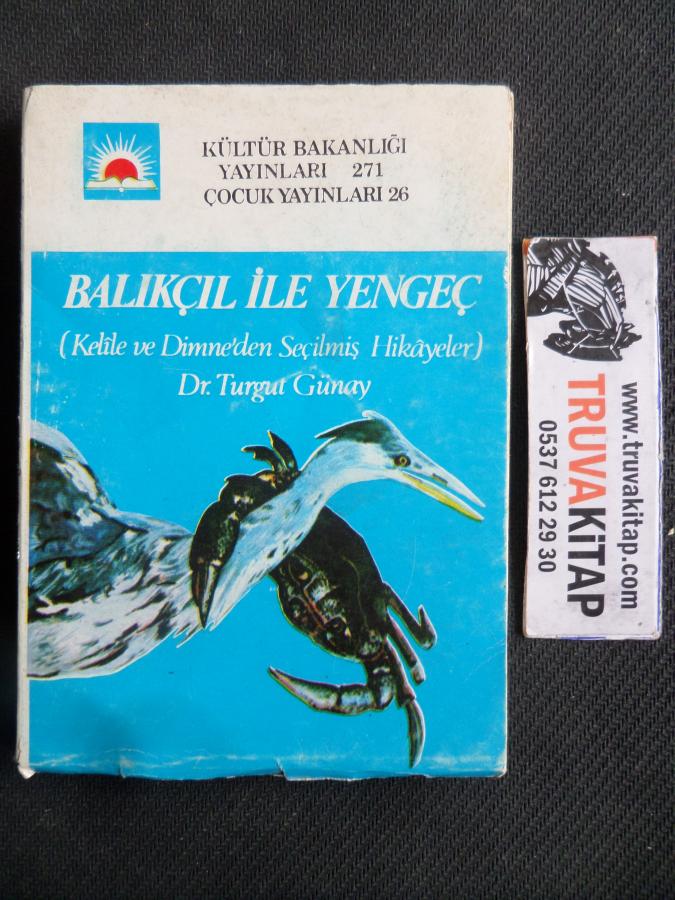 KÜLTÜR BAKANLIĞI
YAYINLARI 271
ÇOCUK YAYINLARI 26
BALIKÇIL İLE YENGEÇ
(Kelîle ve Dimne'den Seçilmiş Hikâyeler)
Dr. Turgut Günay
www.truvakitap.com
TRUVAKİTAP
0537 612 29 30